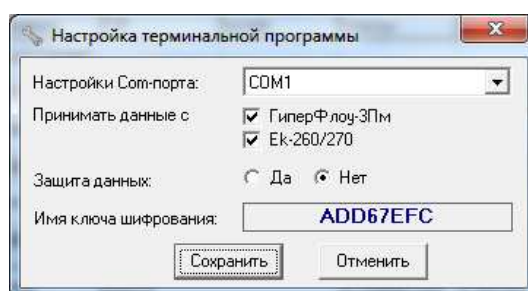 Настройка терминальной программы
Настройки Com-порта: COM1
Принимать данные с ГиперФлоу-3Пм
Ek-260/270
Защита данных: Да Нет
Имя ключа шифрования: ADD67EFC
Сохранить Отменить